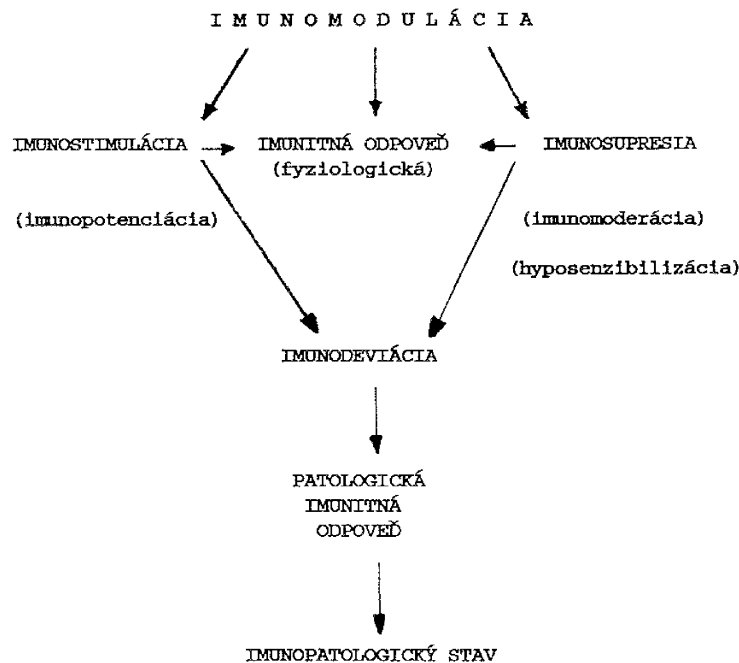 I M U N O M O D U L Á C I A
IMUNOSTIMULÁCIA IMUNITNÁ ODPOVEĎ IMUNOSUPRESIA
(fyziologická)
(imunopotenciácia) (imunomoderácia)
(hyposenzibilizácia)
IMUNODEVIÁCIA
PATOLOGICKÁ
IMUNITNÁ
ODPOVEĎ
IMUNOPATOLOGICKÝ STAV